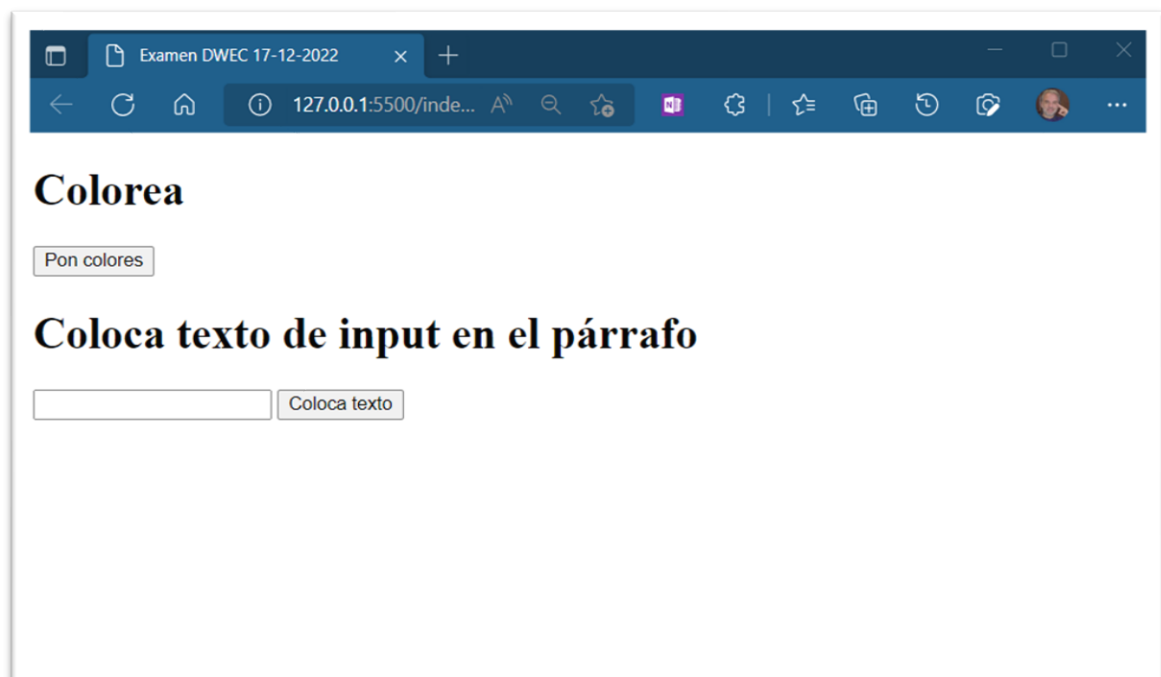 Examen DWEC 17-12-2022
127.0.0.1:5500/inde...
Colorea
Pon colores
Coloca texto de input en el párrafo
Coloca texto